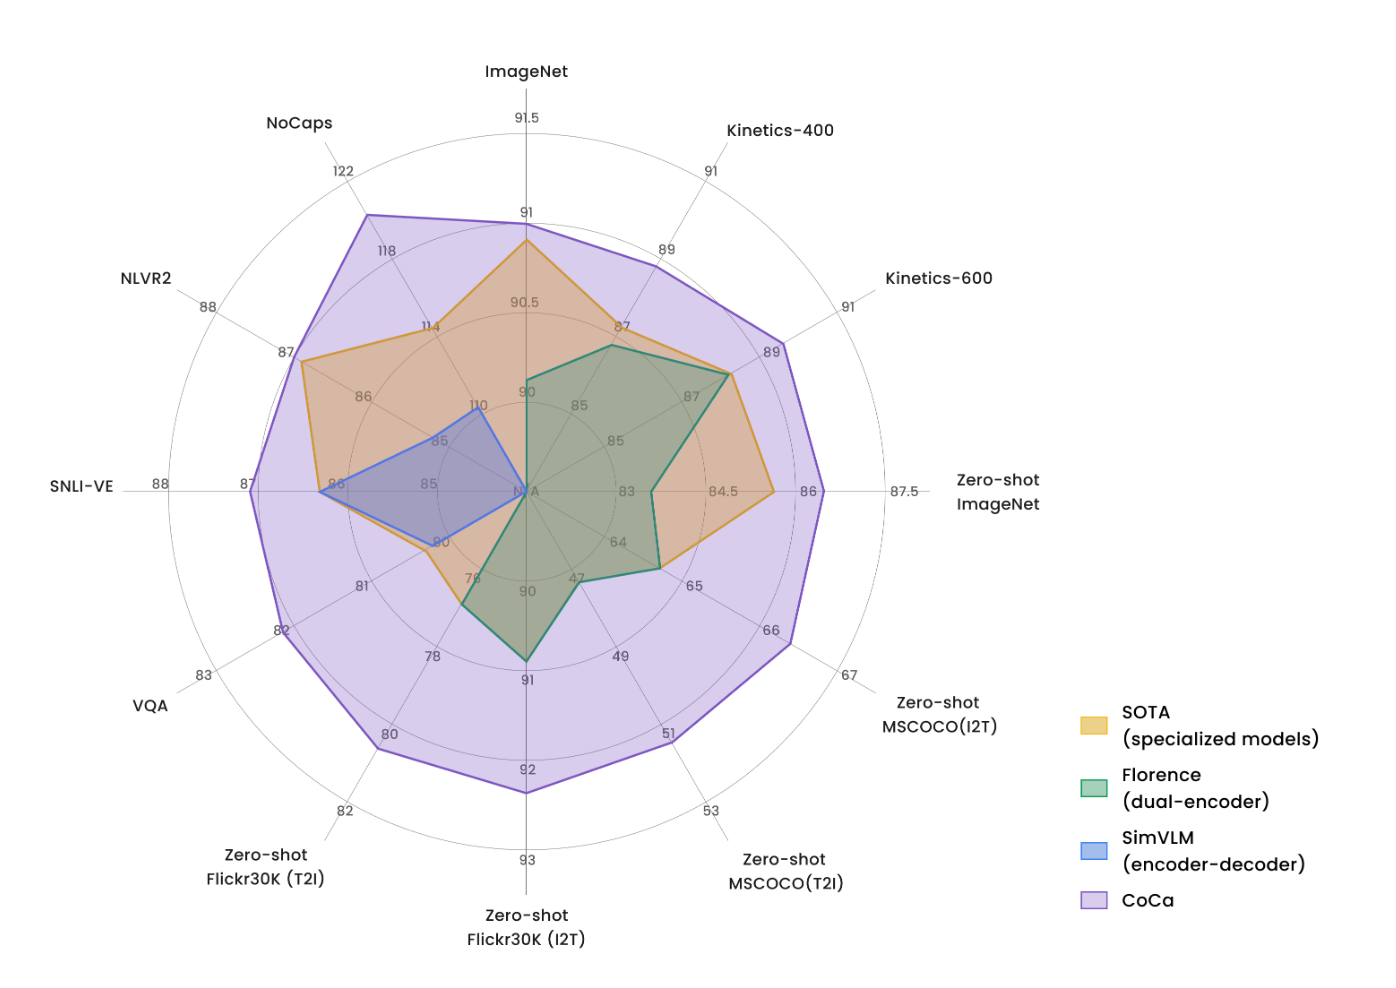 ImageNet
91.5
NoCaps
Kinetics-400
122
91
91
118
89
NLVR2
Kinetics-600
88
90.5
91
114
87
87
89
86
90
87
110
85
85
85
SNLI-VE
88
87
86
85
N/A
83
84.5
86
87.5
Zero-shot
ImageNet
80
64
81
76
90
47
65
82
66
78
49
83
91
67
VQA
Zero-shot
MSCOCO(I2T)
80
51
92
82
53
Zero-shot
Flickr30K (T2I)
93
Zero-shot
MSCOCO(T2I)
Zero-shot
Flickr30K (I2T)
SOTA
(specialized models)
Florence
(dual-encoder)
SimVLM
(encoder-decoder)
CoCa